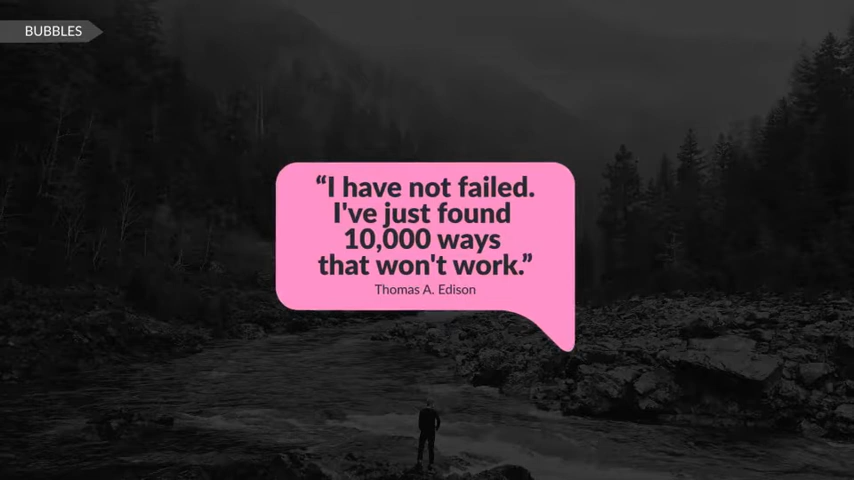 BUBBLES
“I have not failed.
I've just found
10,000 ways
that won't work.”
Thomas A. Edison